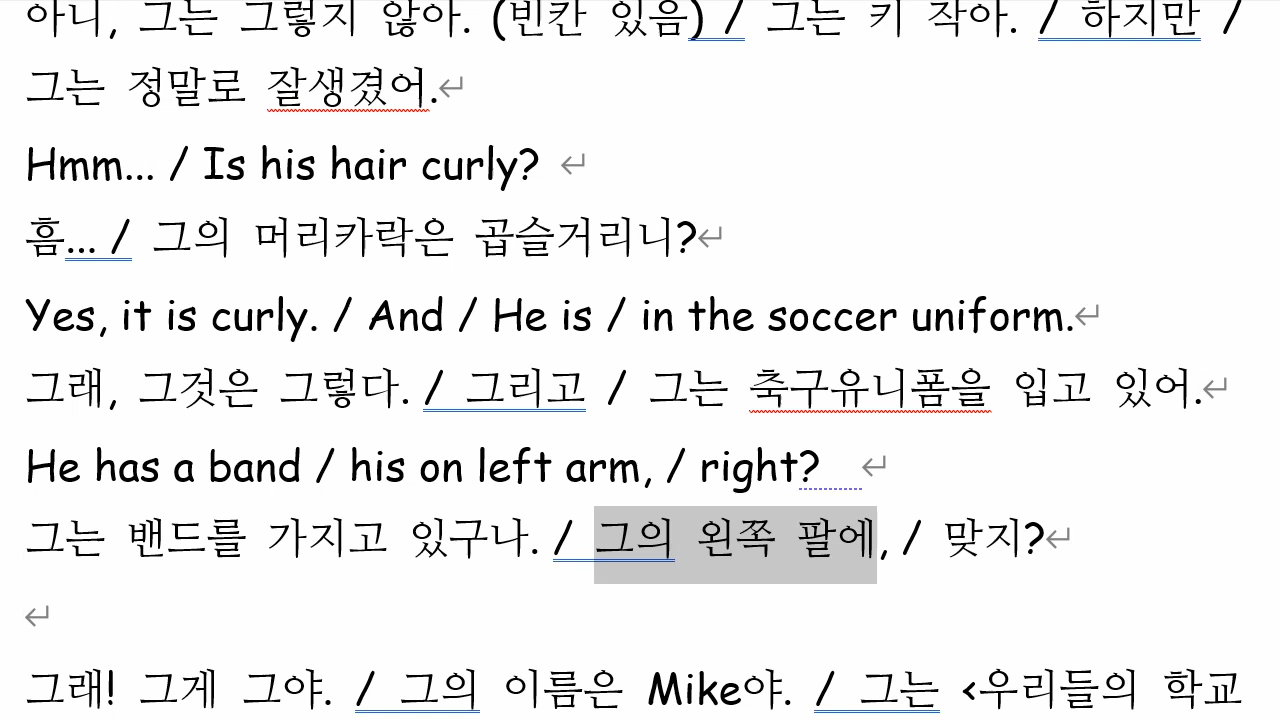 아니, 그는 그렇지 않아. (빈칸 있음) / 그는 키 작아. / 하지만 /
그는 정말로 잘생겼어.
Hmm... / Is his hair curly?
흠... / 그의 머리카락은 곱슬거리니?
Yes, it is curly. / And / He is / in the soccer uniform.
그래, 그것은 그렇다. / 그리고 / 그는 축구유니폼을 입고 있어.
He has a band / his on left arm, / right?
그는 밴드를 가지고 있구나. / 그의 왼쪽 팔에, / 맞지?
그래! 그게 그야. / 그의 이름은 Mike야. / 그는 <우리들의 학교